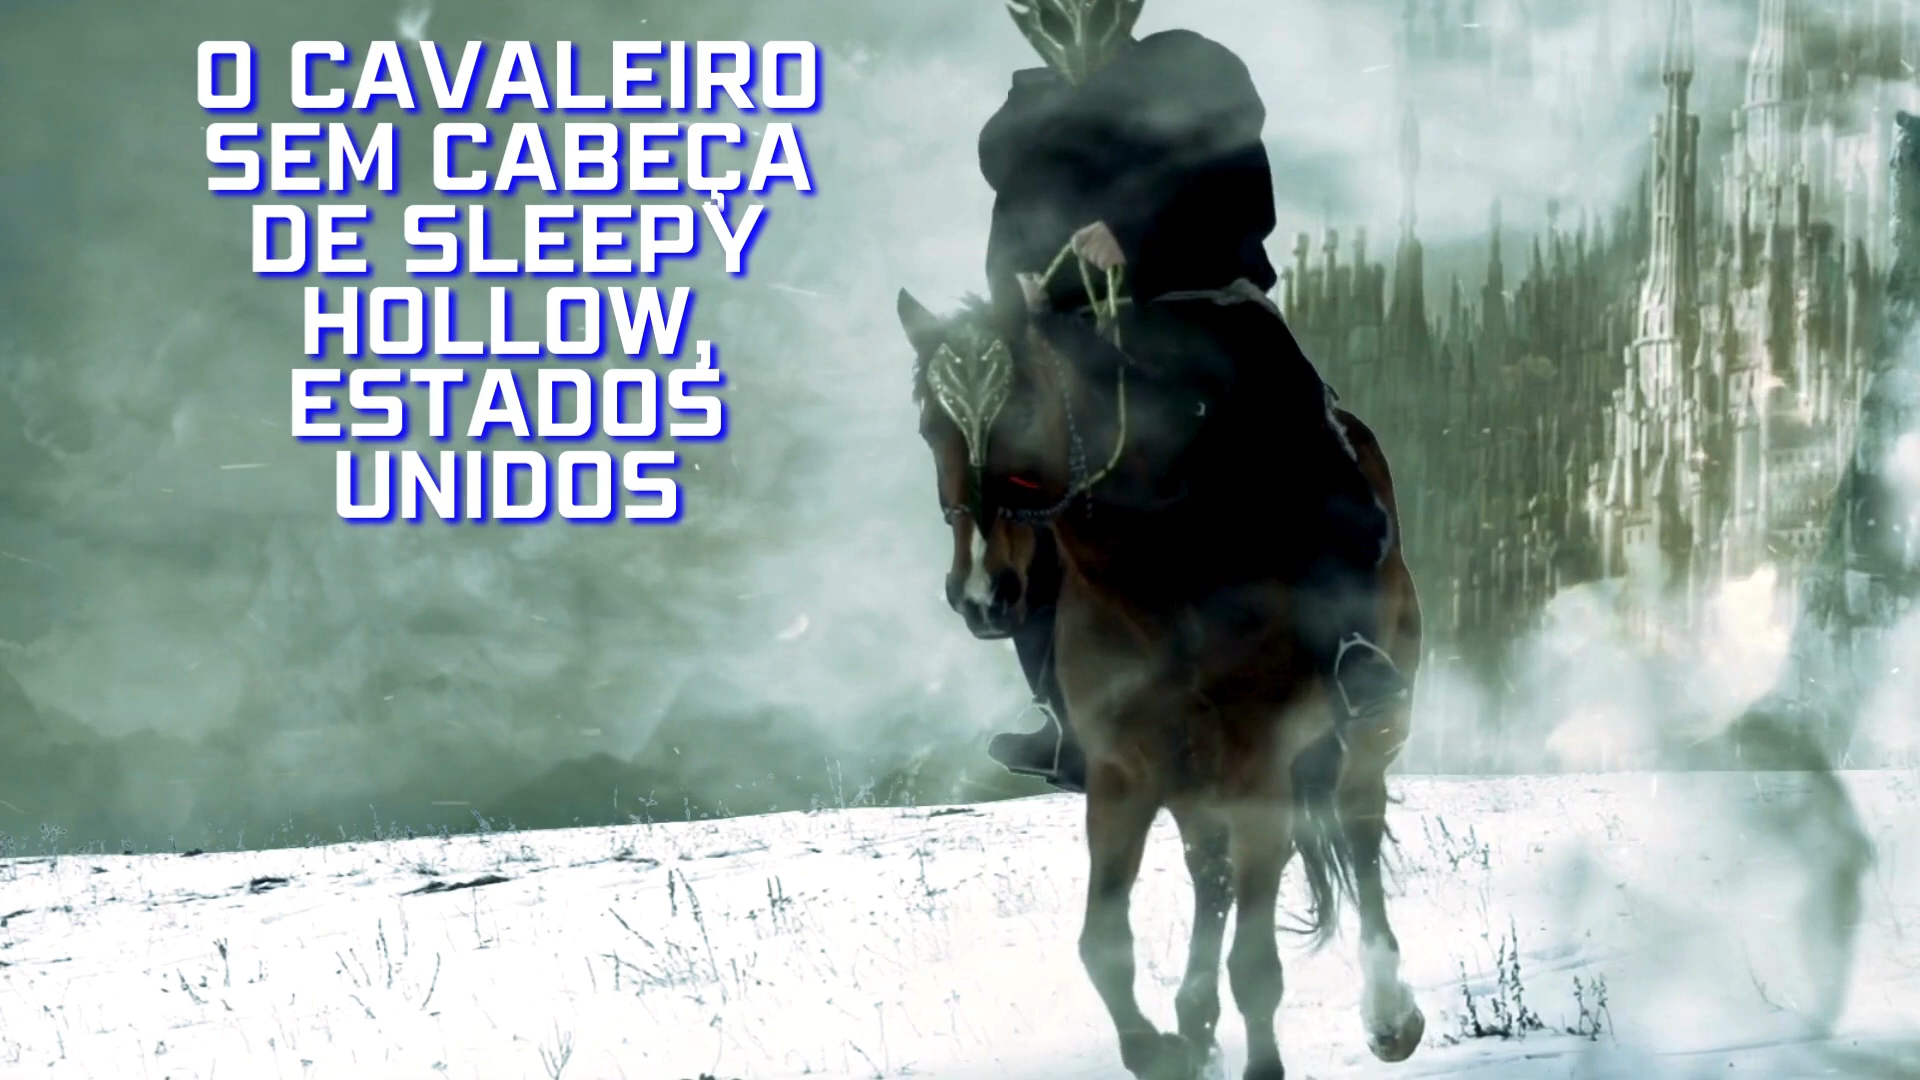 O CAVALEIRO
SEM CABEÇA
DE SLEEPY
HOLLOW,
ESTADOS
UNIDOS